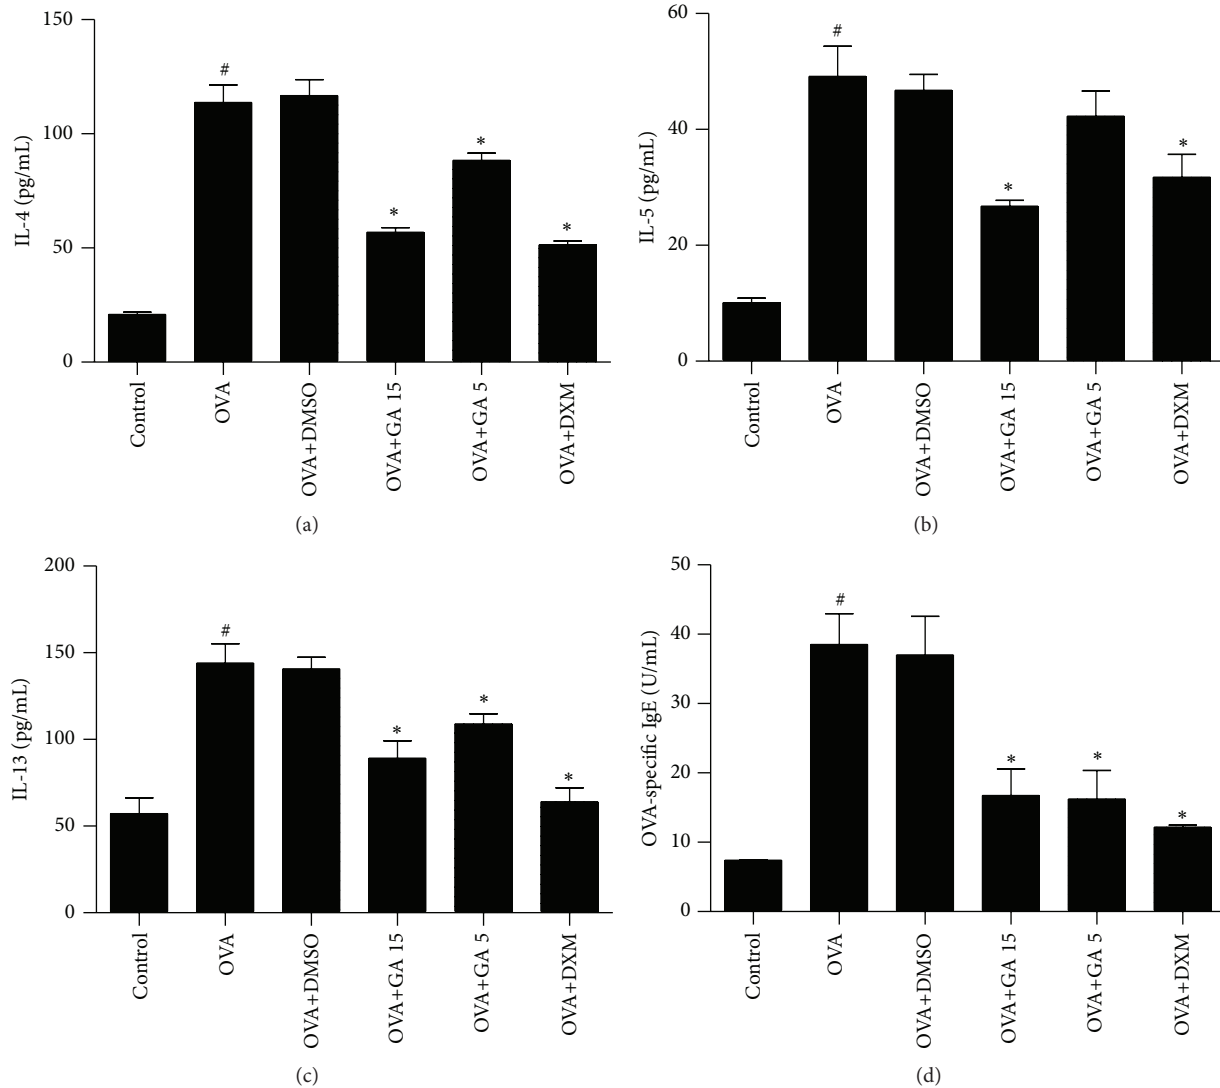 150
100
50
0
IL-4 (pg/mL)
#
*
*
*
Control
OVA
OVA+DMSO
OVA+GA 15
OVA+GA 5
OVA+DXM
(a)
60
40
20
0
IL-5 (pg/mL)
#
*
*
Control
OVA
OVA+DMSO
OVA+GA 15
OVA+GA 5
OVA+DXM
(b)
200
150
100
50
0
IL-13 (pg/mL)
#
*
*
*
Control
OVA
OVA+DMSO
OVA+GA 15
OVA+GA 5
OVA+DXM
(c)
50
40
30
20
10
0
OVA-specific IgE (U/mL)
#
*
*
*
Control
OVA
OVA+DMSO
OVA+GA 15
OVA+GA 5
OVA+DXM
(d)